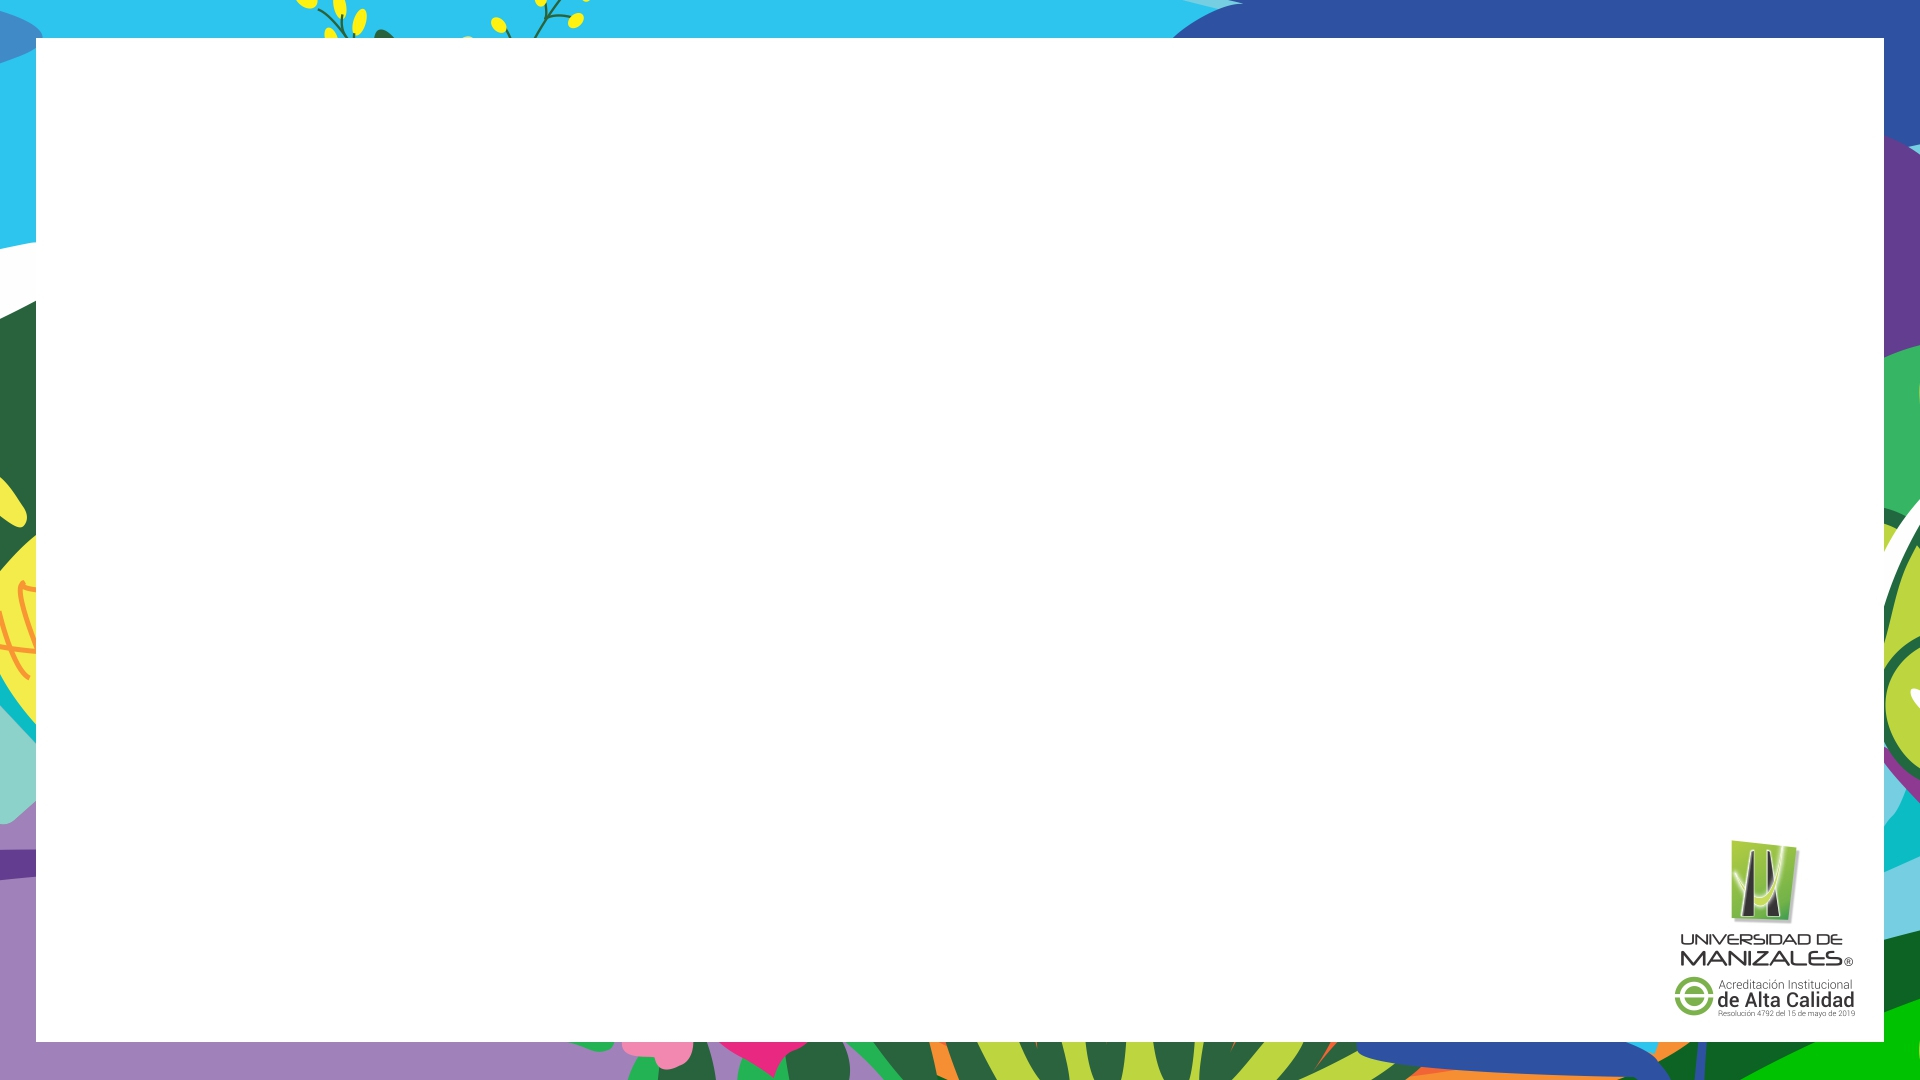 UNIVERSIDAD DE
MANIZALES®
Acreditación Institucional
de Alta Calidad
Resolución 4792 del 15 de mayo de 2019